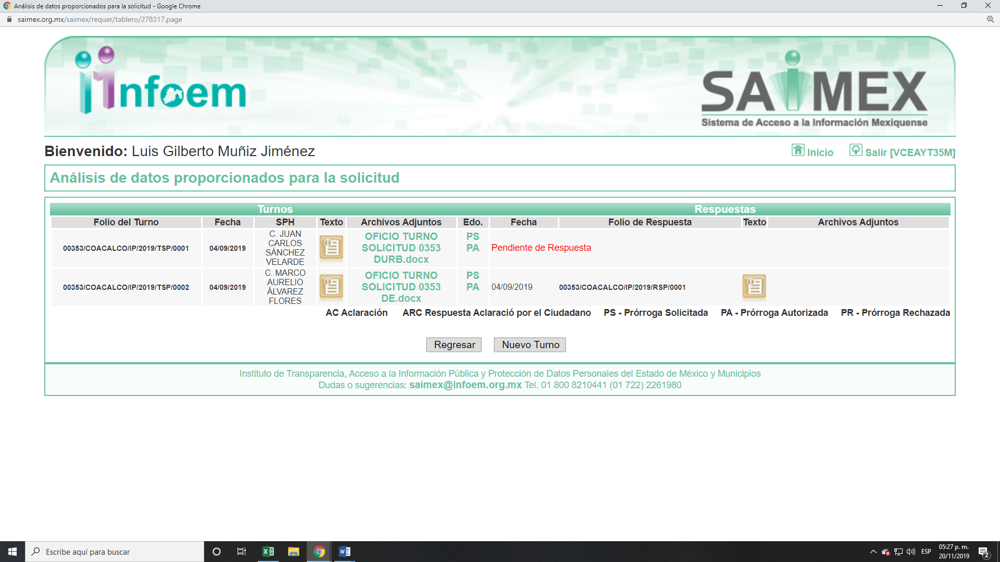 Análisis de datos proporcionados para la solicitud - Google Chrome
saimex.org.mx/saimex/requer/tablero/278317.page
infoem
SAIMEX
Sistema de Acceso a la Información Mexiquense
Bienvenido: Luis Gilberto Muñiz Jiménez
Inicio
Salir [VCEAYT35M]
Análisis de datos proporcionados para la solicitud
Turnos
Respuestas
Folio del Turno
Fecha
SPH
Texto
Archivos Adjuntos
Edo.
Fecha
Folio de Respuesta
Texto
Archivos Adjuntos
00353/COACALCO/IP/2019/TSP/0001
04/09/2019
C. JUAN
CARLOS
SÁNCHEZ
VELARDE
OFICIO TURNO
SOLICITUD 0353
DURB.docx
PS
PA
Pendiente de Respuesta
00353/COACALCO/IP/2019/TSP/0002
04/09/2019
C. MARCO
AURELIO
ÁLVAREZ
FLORES
OFICIO TURNO
SOLICITUD 0353
DE.docx
PS
PA
04/09/2019
00353/COACALCO/IP/2019/RSP/0001
AC Aclaración
ARC Respuesta Aclaració por el Ciudadano
PS - Prórroga Solicitada
PA - Prórroga Autorizada
PR - Prórroga Rechazada
Regresar
Nuevo Turno
Instituto de Transparencia, Acceso a la Información Pública y Protección de Datos Personales del Estado de México y Municipios
Dudas o sugerencias: saimex@infoem.org.mx Tel. 01 800 8210441 (01 722) 2261980
Escribe aquí para buscar
ESP
05:27 p. m.
20/11/2019
2